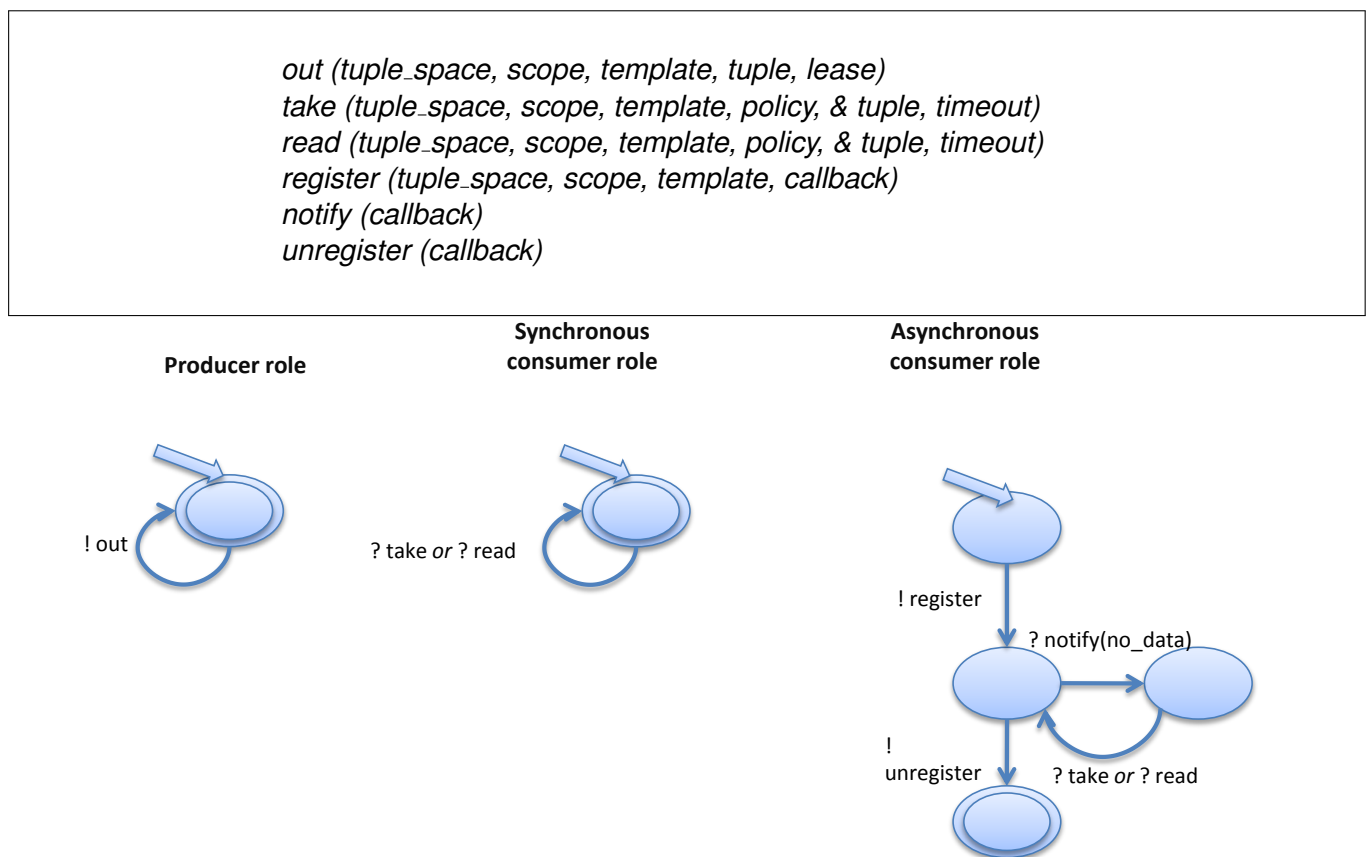 out (tuple_space, scope, template, tuple, lease)
take (tuple_space, scope, template, policy, & tuple, timeout)
read (tuple_space, scope, template, policy, & tuple, timeout)
register (tuple_space, scope, template, callback)
notify (callback)
unregister (callback)
Producer role
Synchronous
consumer role
Asynchronous
consumer role
! out
? take or ? read
! register
? notify(no_data)
!
unregister
? take or ? read